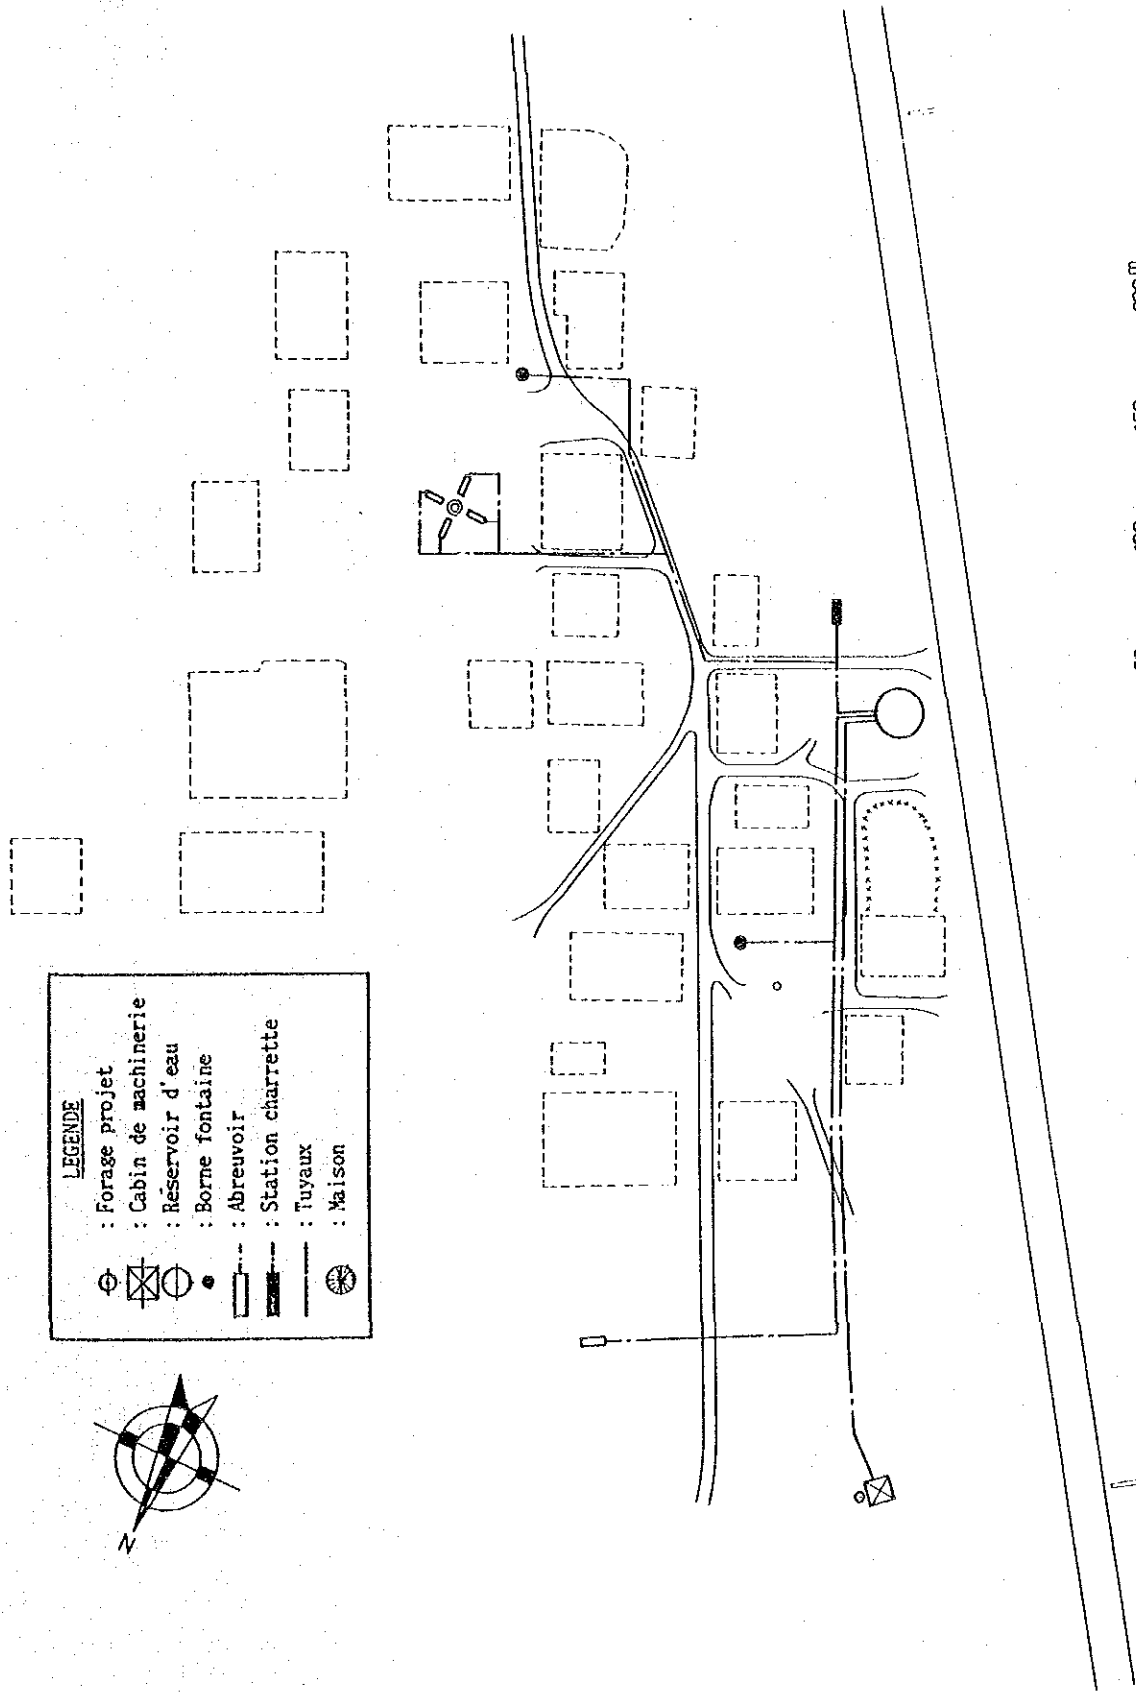 LEGENDE
: Forage projet
: Cabin de machinerie
: Réservoir d'eau
: Borne fontaine
: Abreuvoir
: Station charrette
: Tuyaux
: Maison
N